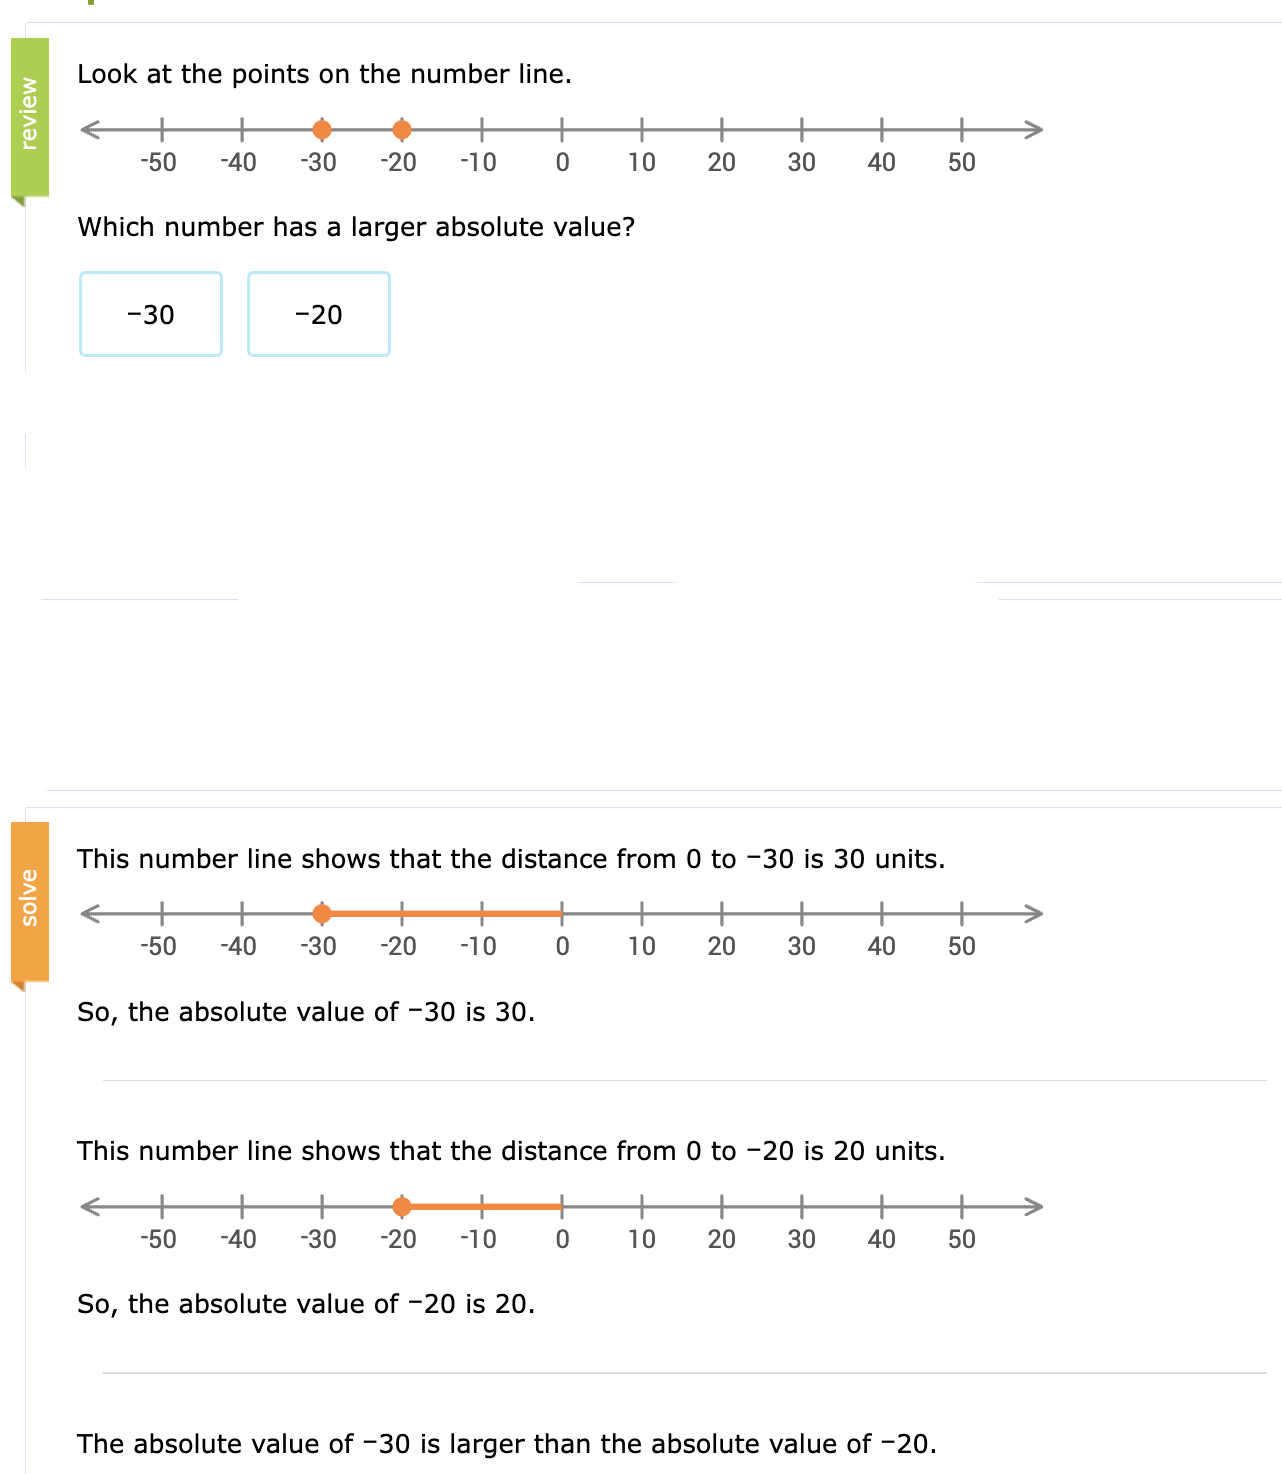 review
Look at the points on the number line.
-50 -40 -30 -20 -10 0 10 20 30 40 50
Which number has a larger absolute value?
−30 −20
solve
This number line shows that the distance from 0 to −30 is 30 units.
-50 -40 -30 -20 -10 0 10 20 30 40 50
So, the absolute value of −30 is 30.
This number line shows that the distance from 0 to −20 is 20 units.
-50 -40 -30 -20 -10 0 10 20 30 40 50
So, the absolute value of −20 is 20.
The absolute value of −30 is larger than the absolute value of −20.